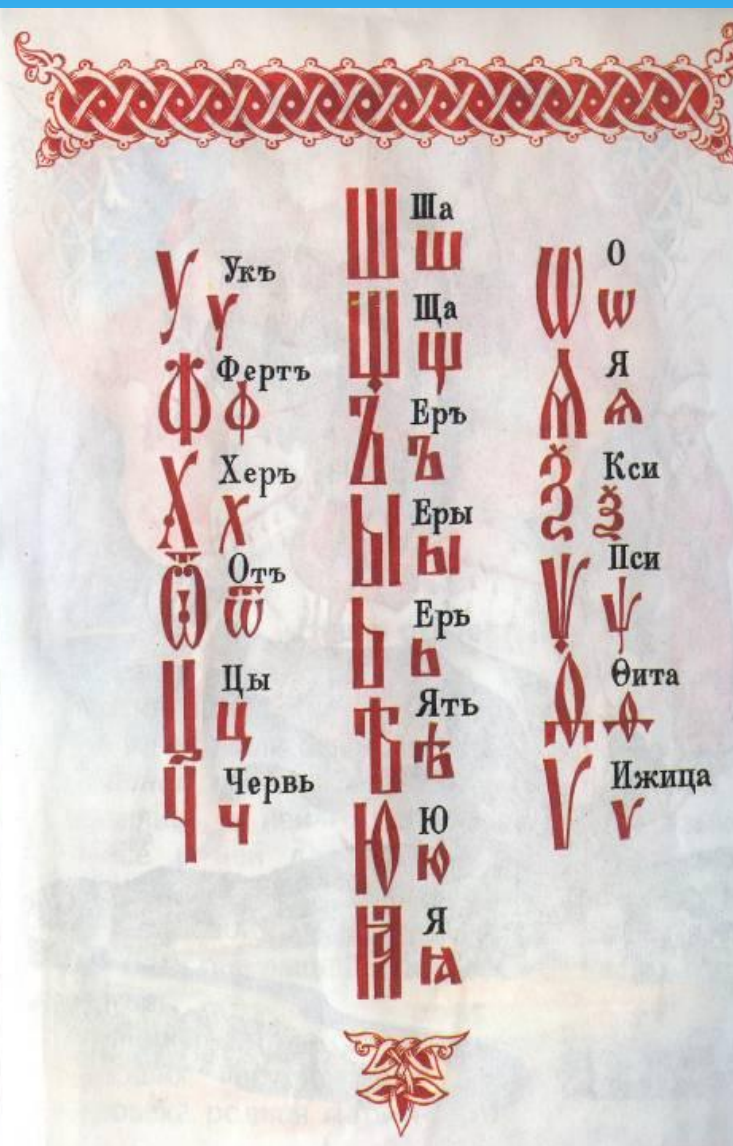 Укъ
У у
Фертъ
Ф ф
Херъ
Х х
Отъ
Ѿ ѿ
Цы
Ц ц
Червь
Ч ч
Ша
Ш ш
Ща
Щ щ
Еръ
Ъ ъ
Еры
Ы ы
Ерь
Ь ь
Ять
Ѣ ѣ
Ю
Ю ю
Я
Ꙗ ꙗ
О
Ѡ ѡ
Я
Ѧ ѧ
Кси
Ѯ ѯ
Пси
Ѱ ѱ
Ѳита
Ѳ ѳ
Ижица
Ѵ ѵ